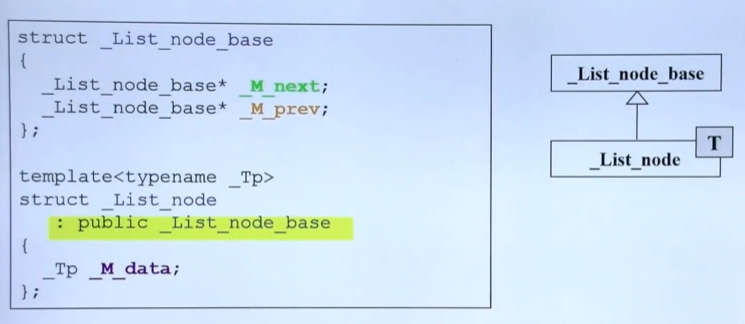 struct _List_node_base
{
_List_node_base* _M_next;
_List_node_base* _M_prev;
};
template<typename _Tp>
struct _List_node
: public _List_node_base
{
_Tp _M_data;
};
_List_node_base
T
_List_node